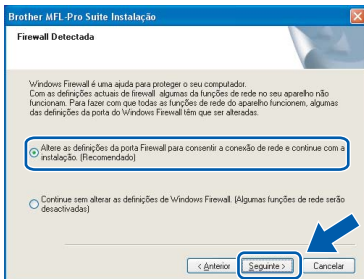 Brother MFL-Pro Suite Instalação
Firewall Detectada
Windows Firewall é uma ajuda para proteger o seu computador.
Com as definições actuais de firewall algumas da funções de rede no seu aparelho não
funcionam. Para fazer com que todas as funções de rede do aparelho funcionem, algumas
das definições da porta do Windows Firewall têm que ser alteradas.
Altere as definições da porta Firewall para consentir a conexão de rede e continue com a
instalação. (Recomendado)
Continue sem alterar as definições de Windows Firewall. (Algumas funções de rede serão
desactivadas)
< Anterior
Seguinte >
Cancelar